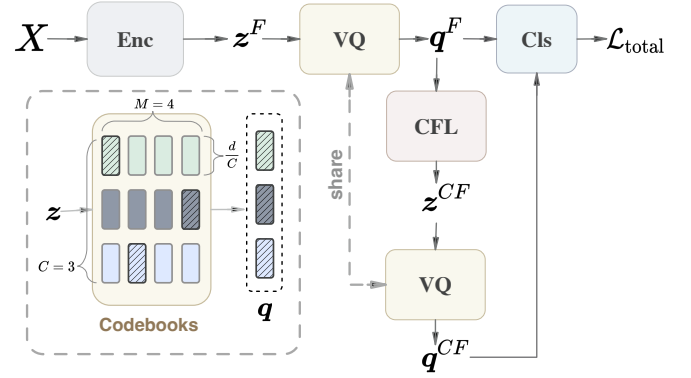 X
Enc
z^F
VQ
q^F
Cls
L_total
M = 4
d/C
CFL
share
z
z^CF
C = 3
VQ
Codebooks
q
q^CF